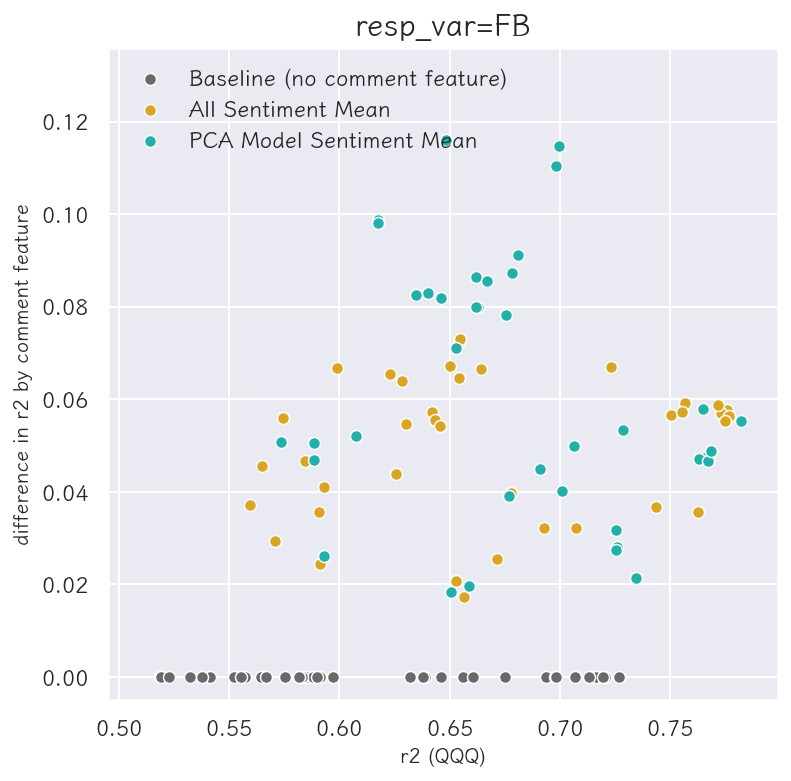 resp_var=FB
Baseline (no comment feature)
All Sentiment Mean
PCA Model Sentiment Mean
difference in r2 by comment feature
0.12
0.10
0.08
0.06
0.04
0.02
0.00
0.50 0.55 0.60 0.65 0.70 0.75
r2 (QQQ)